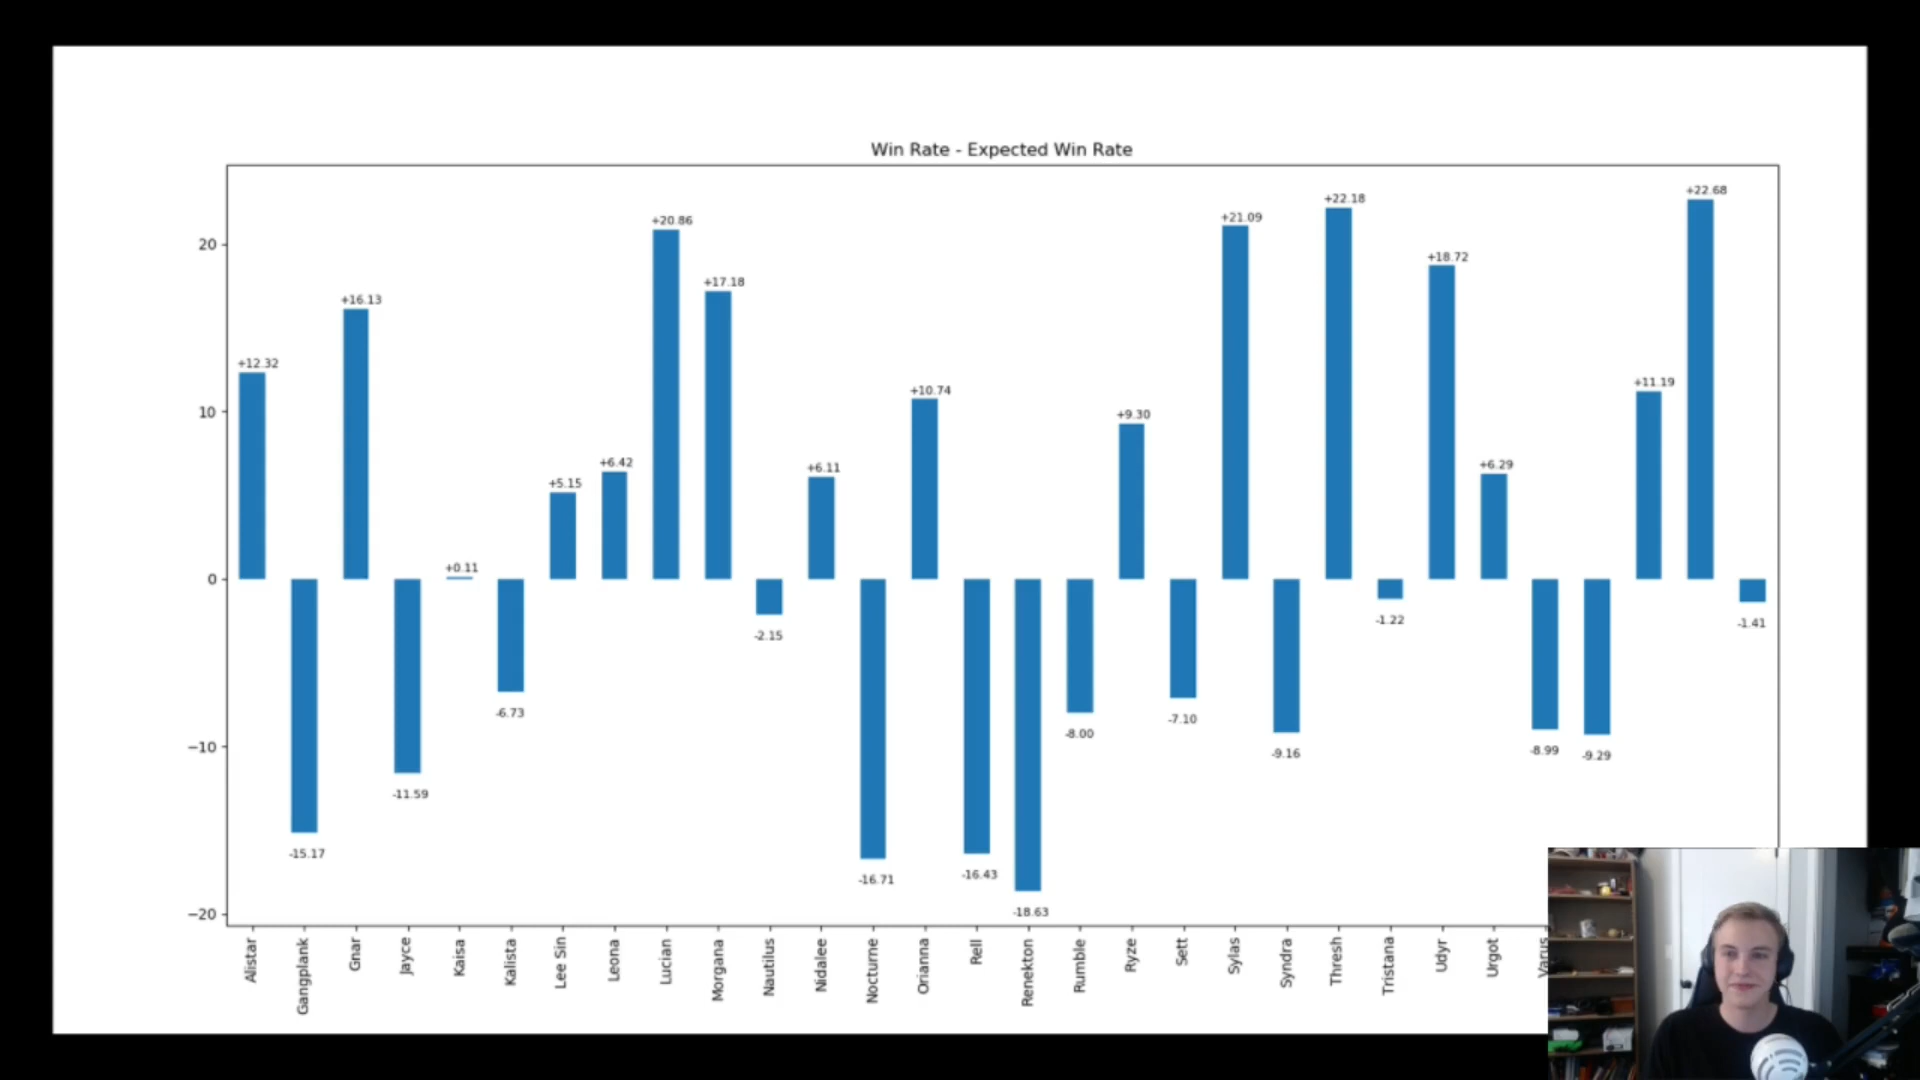 Win Rate - Expected Win Rate
+22.68
+22.18
+21.09
+20.86
20
+18.72
+17.18
+16.13
+12.32
+11.19
+10.74
10
+9.30
+6.42
+6.11
+6.29
+5.15
+0.11
0
-1.22
-1.41
-2.15
-6.73
-7.10
-8.00
-10
-8.99
-9.16
-9.29
-11.59
-15.17
-16.43
-16.71
-18.63
-20
Alistar
Gangplank
Gnar
Jayce
Kaisa
Kalista
Lee Sin
Leona
Lucian
Morgana
Nautilus
Nidalee
Nocturne
Orianna
Rell
Renekton
Rumble
Ryze
Sett
Sylas
Syndra
Thresh
Tristana
Udyr
Urgot
Varus